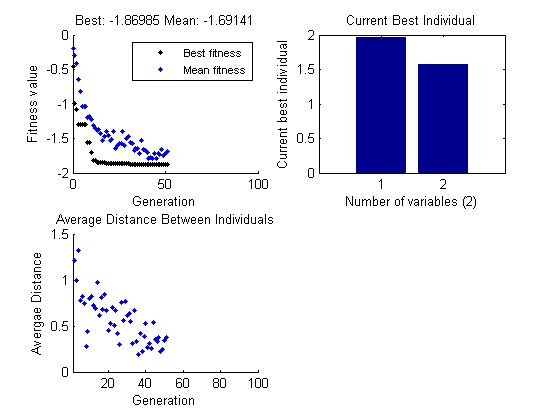 Best: -1.86985 Mean: -1.69141
0
-0.5
-1
-1.5
-2
0
50
100
Fitness value
Generation
Best fitness
Mean fitness
Current Best Individual
2
1.5
1
0.5
0
1
2
Current best individual
Number of variables (2)
Average Distance Between Individuals
1.5
1
0.5
0
20
40
60
80
100
Avergae Distance
Generation